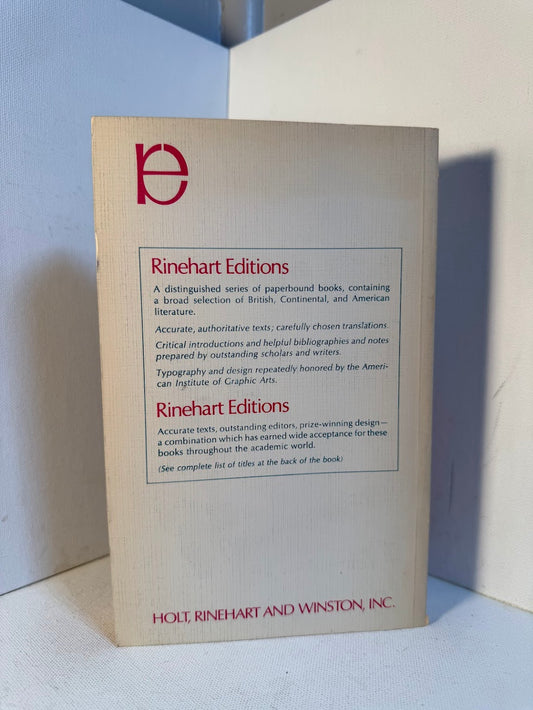 re
Rinehart Editions
A distinguished series of paperbound books, containing
a broad selection of British, Continental, and American
literature.
Accurate, authoritative texts; carefully chosen translations.
Critical introductions and helpful bibliographies and notes
prepared by outstanding scholars and writers.
Typography and design repeatedly honored by the Ameri-
can Institute of Graphic Arts.
Rinehart Editions
Accurate texts, outstanding editors, prize-winning design—
a combination which has earned wide acceptance for these
books throughout the academic world.
(See complete list of titles at the back of the book)
HOLT, RINEHART AND WINSTON, INC.